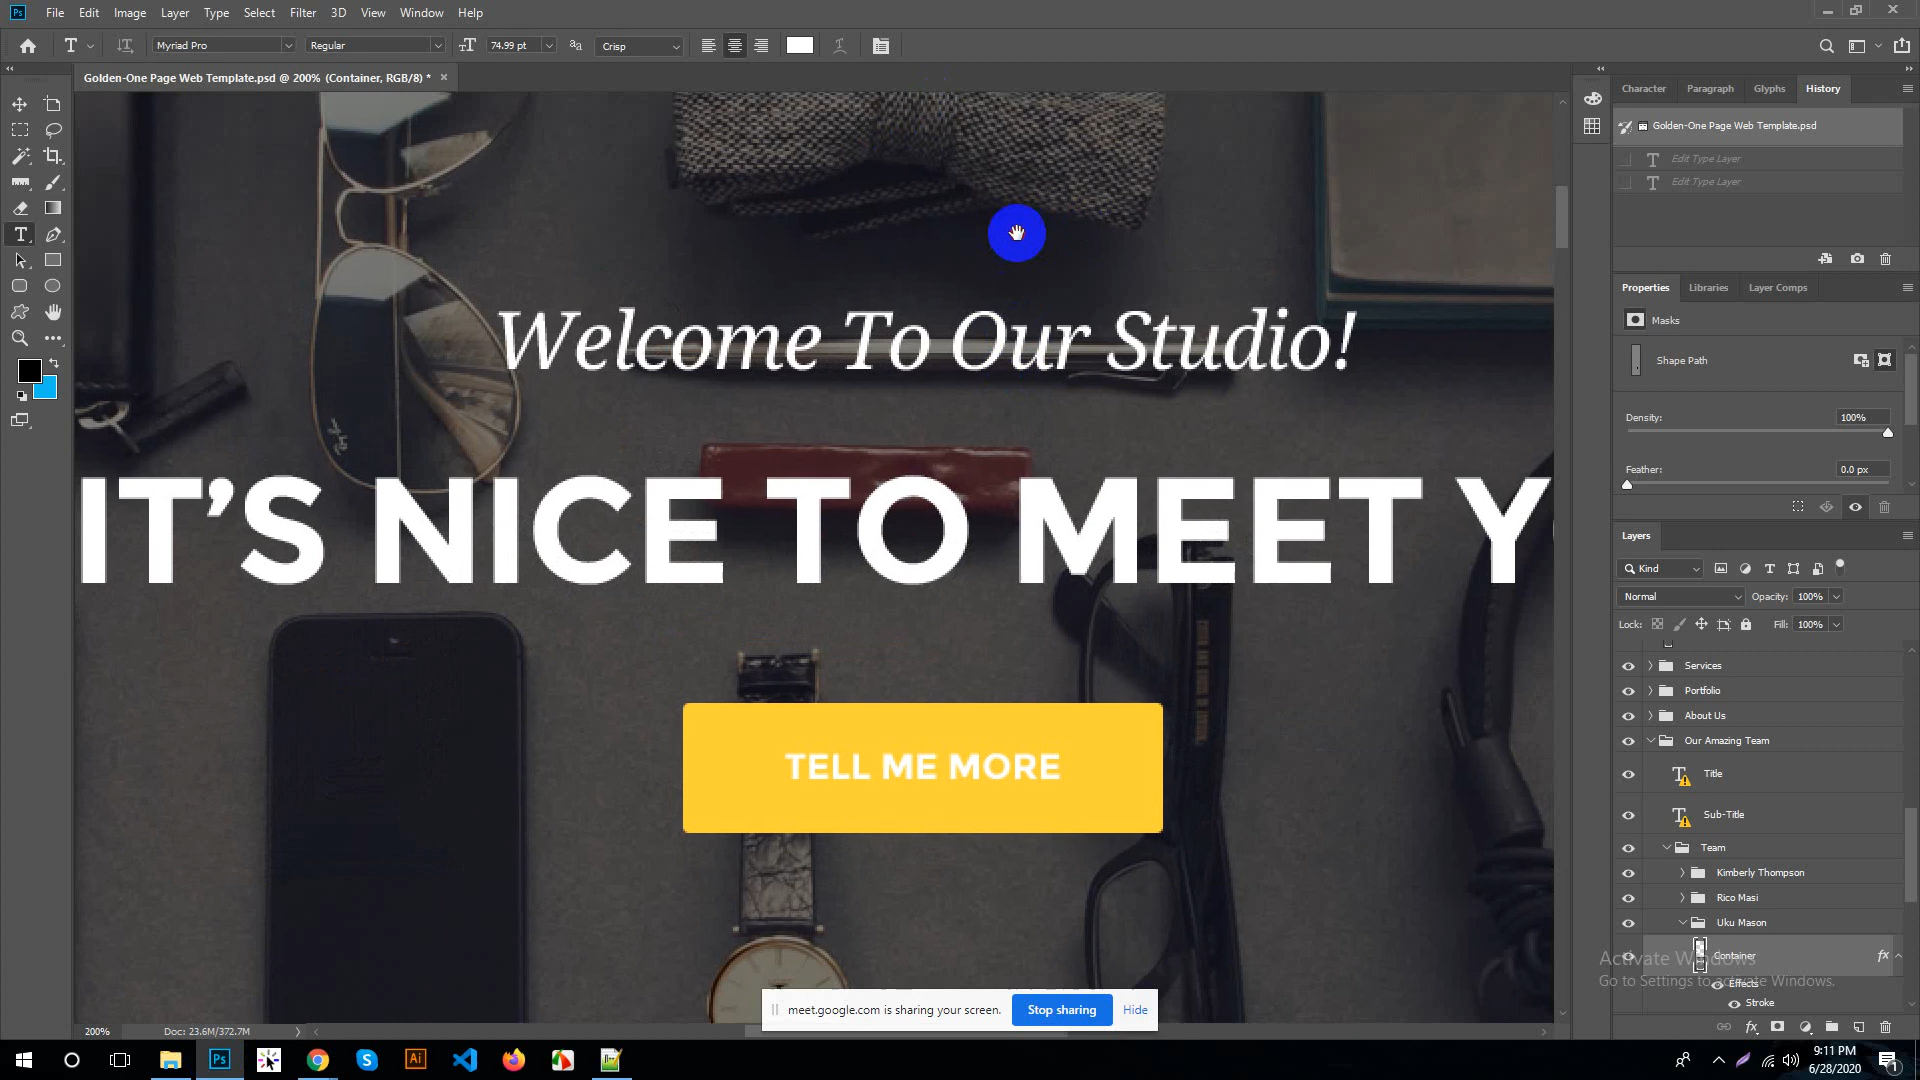 Ps File Edit Image Layer Type Select Filter 3D View Window Help
Myriad Pro Regular 74.99 pt Crisp
Golden-One Page Web Template.psd @ 200% (Container, RGB/8) *
Character Paragraph Glyphs History
Golden-One Page Web Template.psd
Edit Type Layer
Edit Type Layer
Properties Libraries Layer Comps
Masks
Shape Path
Density: 100%
Feather: 0.0 px
Layers
Kind
Normal Opacity: 100%
Lock: Fill: 100%
Services
Portfolio
About Us
Our Amazing Team
Title
Sub-Title
Team
Kimberly Thompson
Rico Masi
Uku Mason
Container fx
Effects
Stroke
Activate Windows
Go to Settings to activate Windows.
Welcome To Our Studio!
IT’S NICE TO MEET Y
TELL ME MORE
meet.google.com is sharing your screen. Stop sharing Hide
200% Doc: 23.6M/372.7M
Ps Ai
9:11 PM
6/28/2020
1